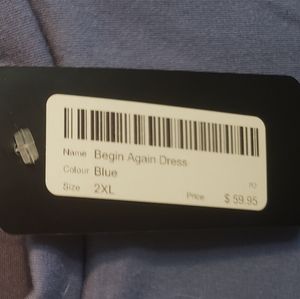 Name Begin Again Dress
Colour Blue
Size 2XL Price $ 59.95